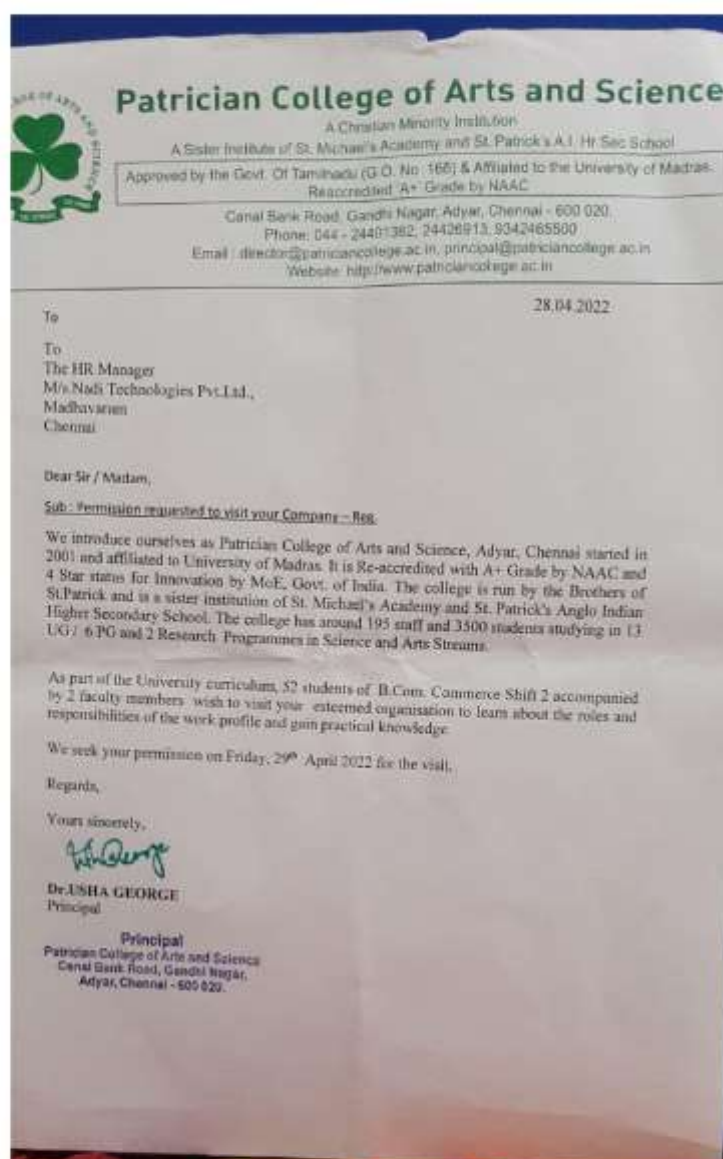 GE OF ARTS AND SCIENCE
Patrician College of Arts and Science
A Christian Minority Institution
A Sister Institute of St. Michael's Academy and St. Patrick's A.I. Hr Sec School
Approved by the Govt. Of Tamilnadu (G.O. No. 166) & Affiliated to the University of Madras.
Reaccredited 'A+' Grade by NAAC
Canal Bank Road, Gandhi Nagar, Adyar, Chennai - 600 020.
Phone: 044 - 24401362, 24426913, 9342465500
Email : director@patriciancollege.ac.in, principal@patriciancollege.ac.in
Website: http://www.patriciancollege.ac.in
28.04.2022
To
To
The HR Manager
M/s.Nadi Technologies Pvt.Ltd.,
Madhavaram
Chennai
Dear Sir / Madam,
Sub : Permission requested to visit your Company – Reg.
We introduce ourselves as Patrician College of Arts and Science, Adyar, Chennai started in
2001 and affiliated to University of Madras. It is Re-accredited with A+ Grade by NAAC and
4 Star status for Innovation by MoE, Govt. of India. The college is run by the Brothers of
St.Patrick and is a sister institution of St. Michael's Academy and St. Patrick's Anglo Indian
Higher Secondary School. The college has around 195 staff and 3500 students studying in 13
UG / 6 PG and 2 Research Programmes in Science and Arts Streams.
As part of the University curriculum, 52 students of B.Com. Commerce Shift 2 accompanied
by 2 faculty members wish to visit your esteemed organisation to learn about the roles and
responsibilities of the work profile and gain practical knowledge.
We seek your permission on Friday, 29th April 2022 for the visit.
Regards,
Yours sincerely,
Dr.USHA GEORGE
Principal
Principal
Patrician College of Arts and Science
Canal Bank Road, Gandhi Nagar,
Adyar, Chennai - 600 020.